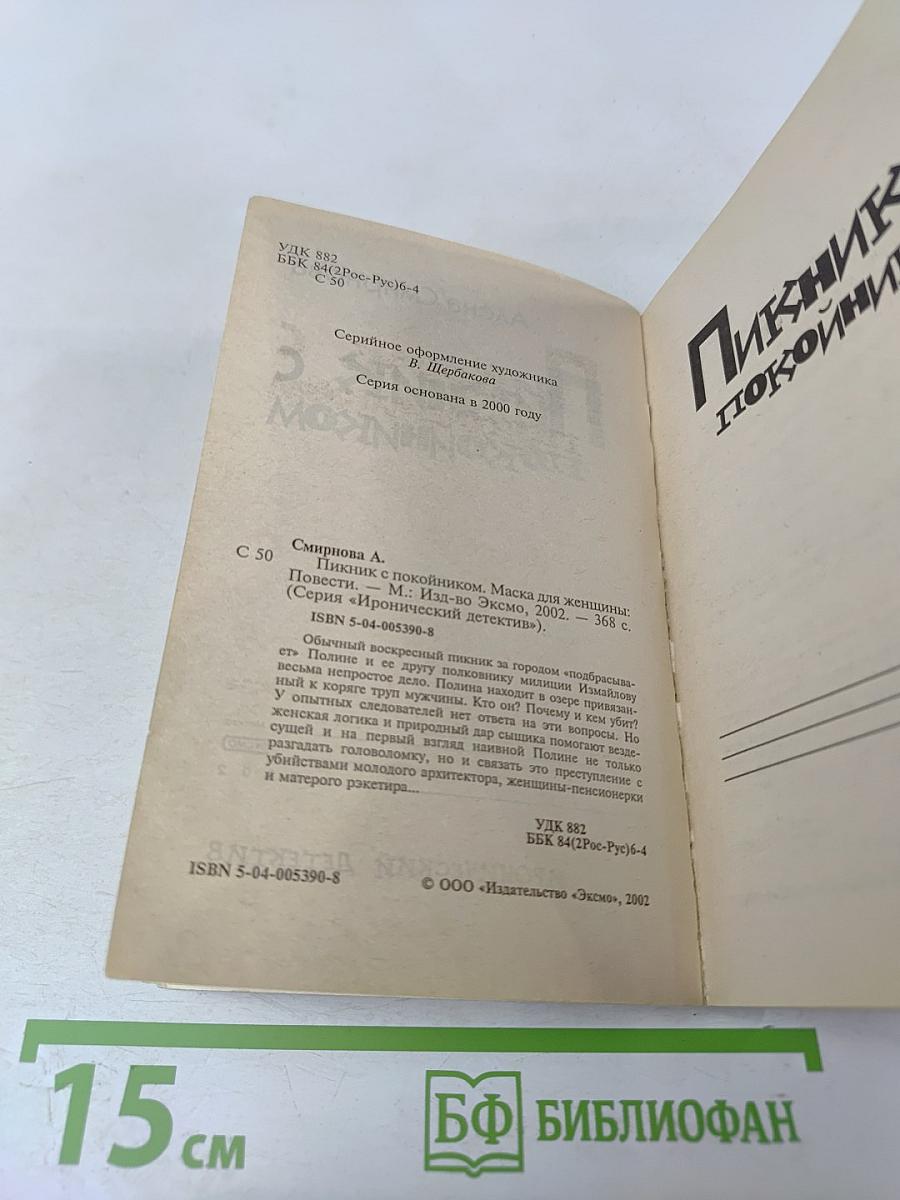 УДК 882
ББК 84(2Рос-Рус)6-4
С 50
Серийное оформление художника
В. Щербакова
Серия основана в 2000 году
Смирнова А.
С 50
Пикник с покойником. Маска для женщины:
Повести. — М.: Изд-во Эксмо, 2002. — 368 с.
(Серия «Иронический детектив»).
ISBN 5-04-005390-8
Обычный воскресный пикник за городом «подбрасыва-
ет» Полине и ее другу полковнику милиции Измайлову
весьма непростое дело. Полина находит в озере привязан-
ный к коряге труп мужчины. Кто он? Почему и кем убит?
У опытных следователей нет ответа на эти вопросы. Но
женская логика и природный дар сыщика помогают везде-
сущей и на первый взгляд наивной Полине не только
разгадать головоломку, но и связать это преступление с
убийствами молодого архитектора, женщины-пенсионерки
и матерого рэкетира...
УДК 882
ББК 84(2Рос-Рус)6-4
ISBN 5-04-005390-8
© ООО «Издательство «Эксмо», 2002
Пикник
покойник
15 см
БФ БИБЛИОФАН